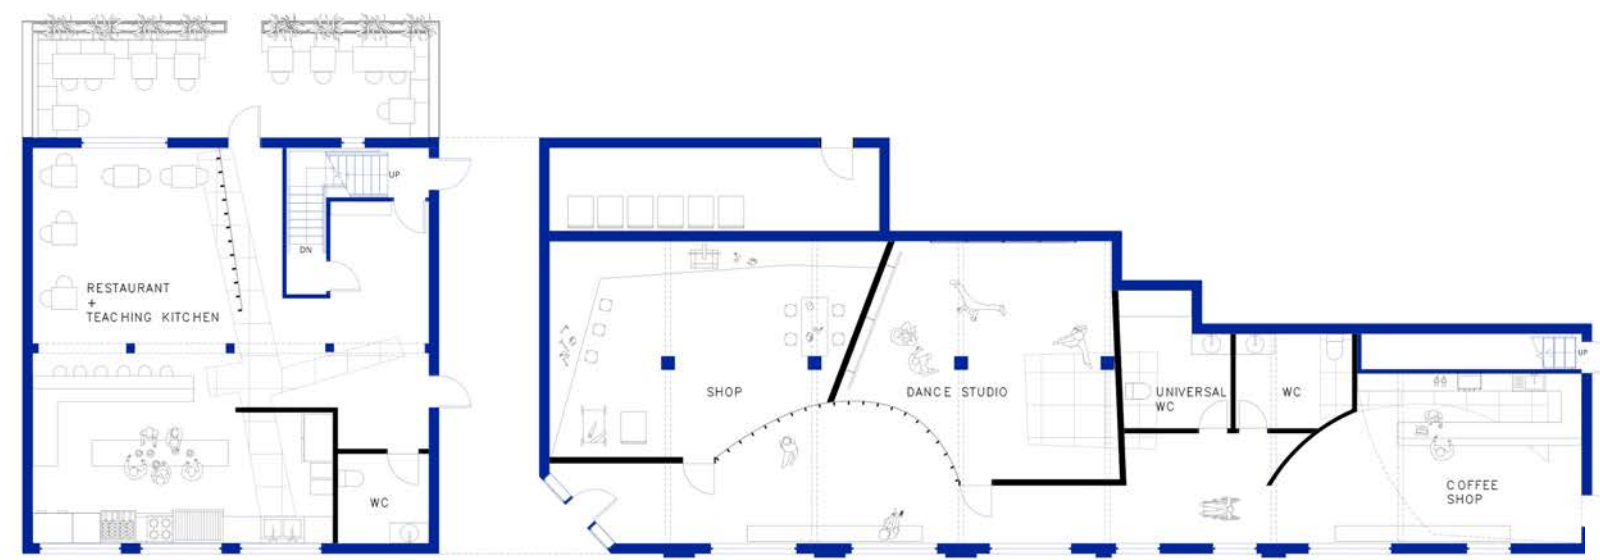 UP
DN
RESTAURANT
+
TEACHING KITCHEN
WC
SHOP
DANCE STUDIO
UNIVERSAL
WC
WC
UP
COFFEE
SHOP